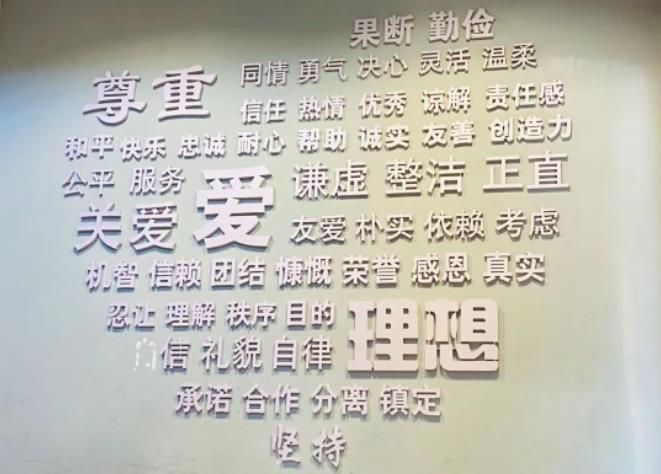 果断 勤俭
同情 勇气 决心 灵活 温柔
尊重
信任 热情 优秀 谅解 责任感
和平 快乐 忠诚 耐心 帮助 诚实 友善 创造力
公平 服务 爱 谦虚 整洁 正直
关爱 友爱 朴实 依赖 考虑
机智 信赖 团结 慷慨 荣誉 感恩 真实
忍让 理解 秩序 目的 理想
自信 礼貌 自律
承诺 合作 分离 镇定
坚持